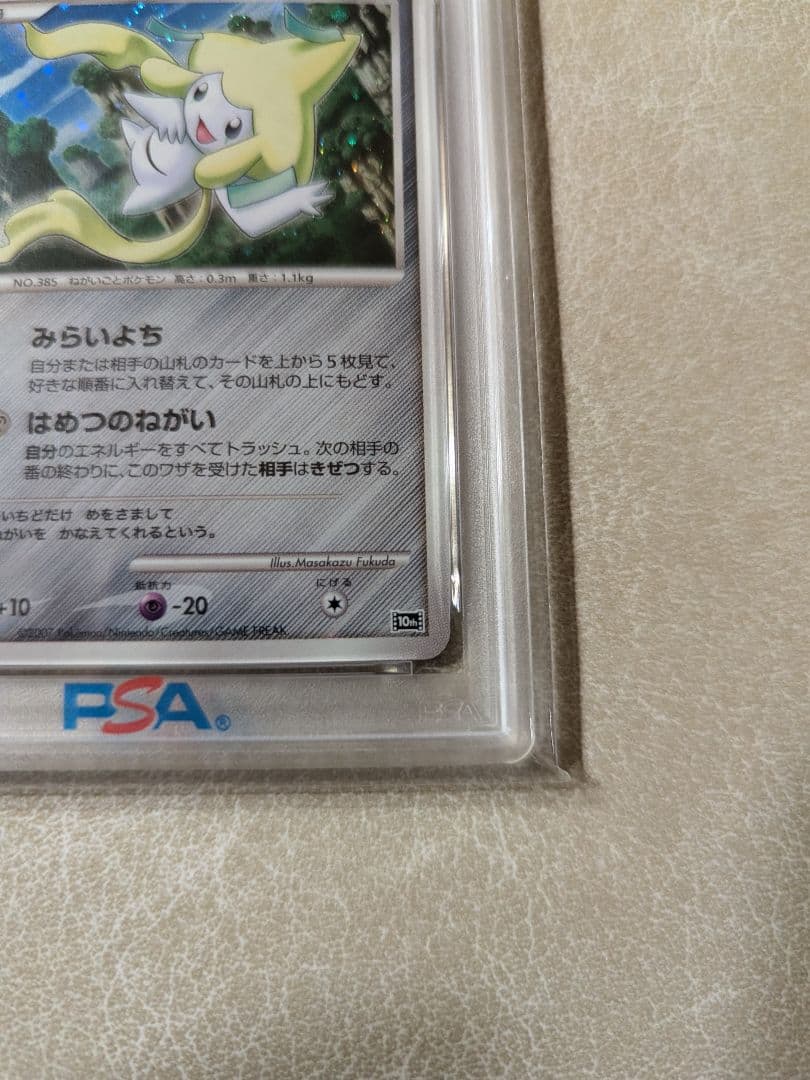 NO.385 ねがいごとポケモン 高さ：0.3m 重さ：1.1kg
みらいよち
自分または相手の山札のカードを上から5枚見て、
好きな順番に入れ替えて、その山札の上にもどす。
はめつのねがい
自分のエネルギーをすべてトラッシュ。次の相手の
番の終わりに、このワザを受けた相手はきぜつする。
いちどだけ めをさまして
がいを かなえてくれるという。
Illus.Masakazu Fukuda
抵抗力 にげる
+10 -20
10th
©2007 Pokémon/Nintendo/Creatures/GAME FREAK.
PSA®
PSA